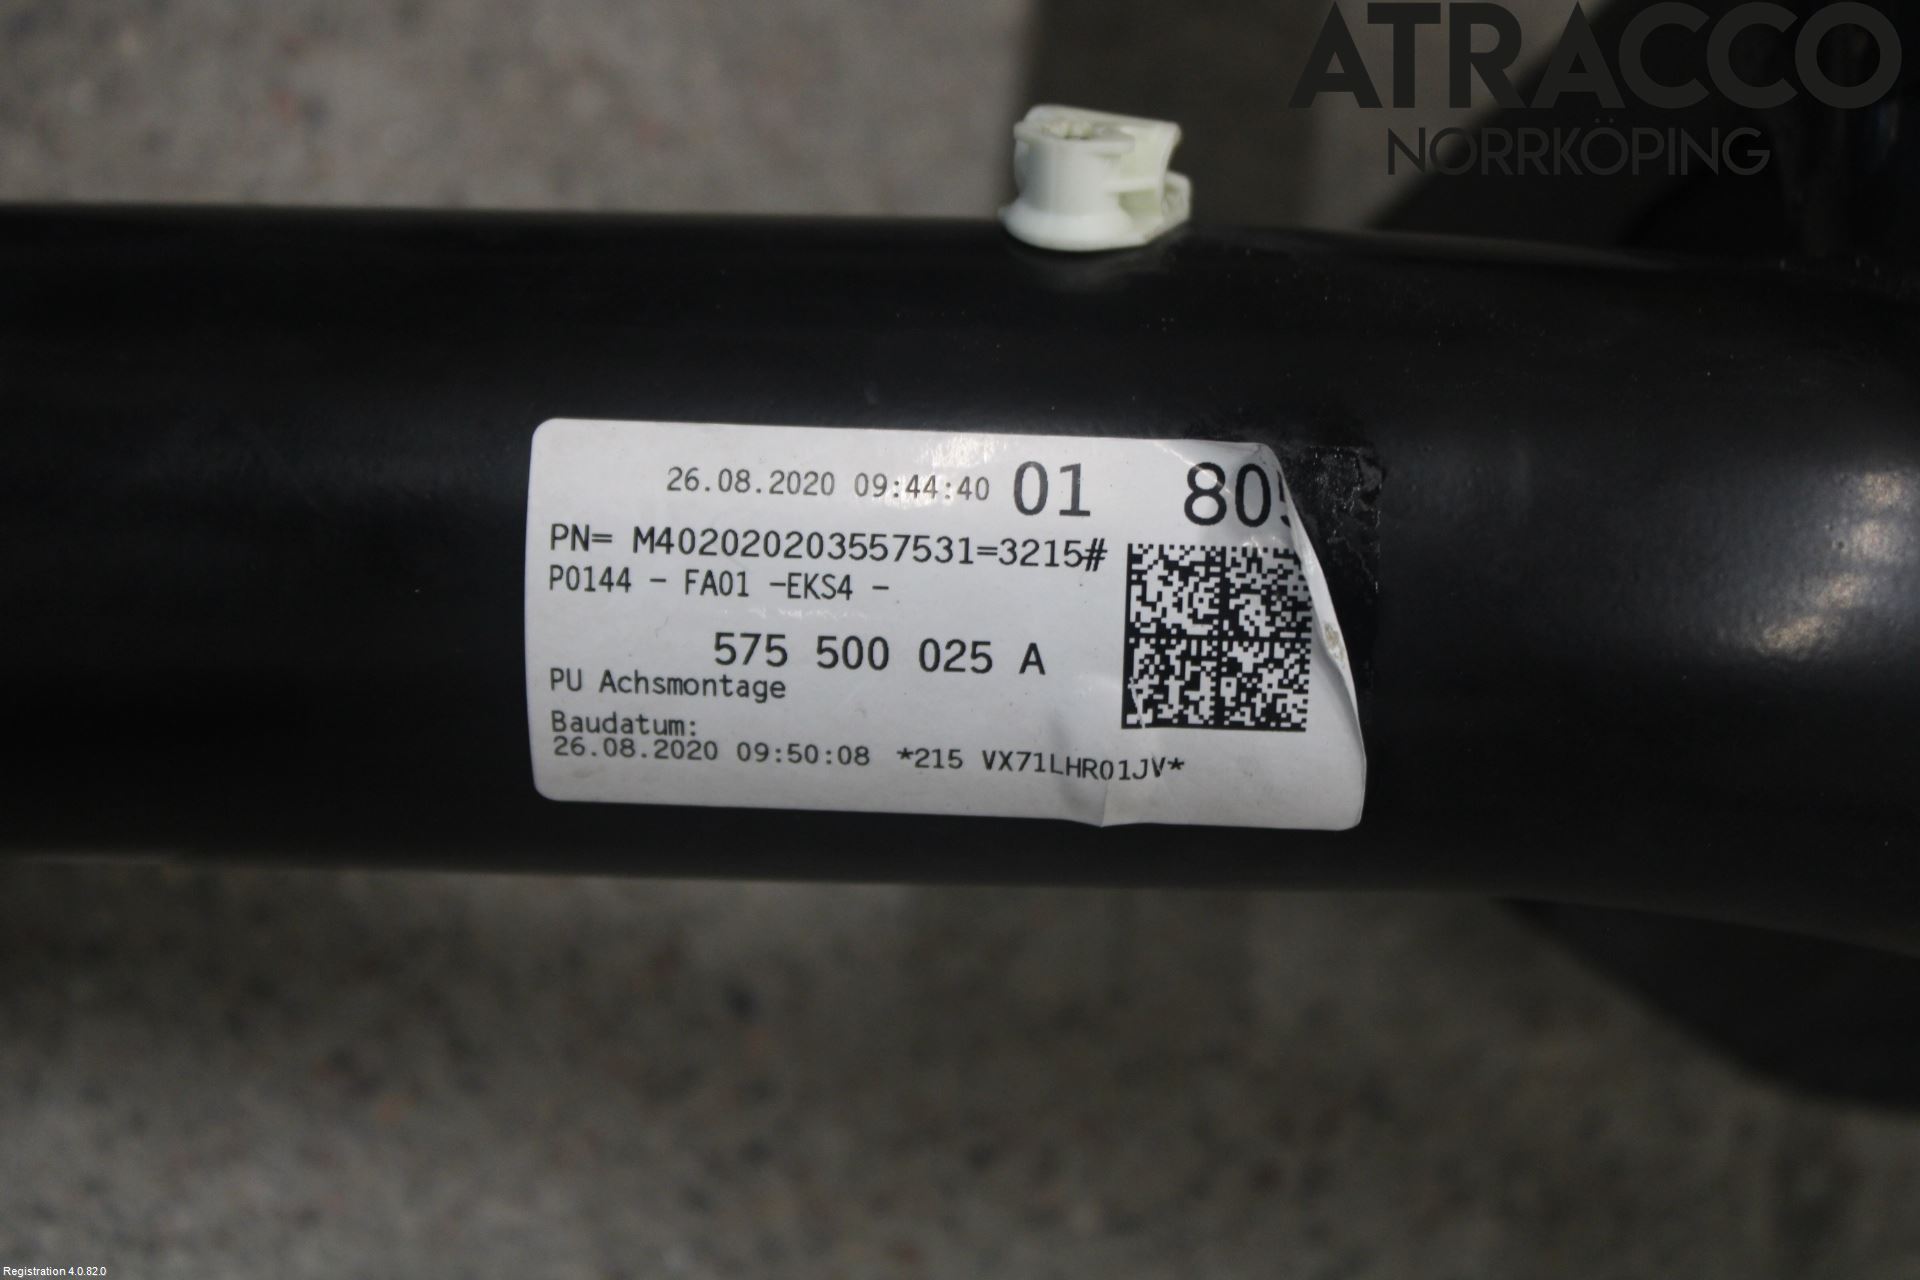 ATRACCO
NORRKÖPING
26.08.2020 09:44:40 01 80
PN= M402020203557531=3215#
P0144 - FA01 -EKS4 -
575 500 025 A
PU Achsmontage
Baudatum:
26.08.2020 09:50:08 *215 VX71LHR01JV*
Registration 4.0.82.0